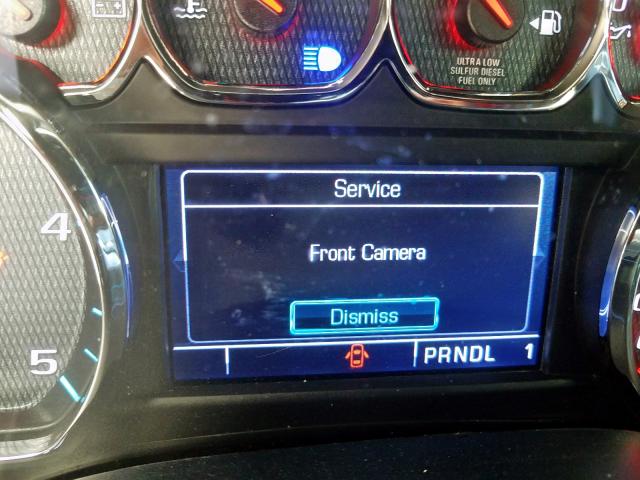 ULTRA LOW
SULFUR DIESEL
FUEL ONLY
Service
Front Camera
Dismiss
4
5
PRNDL 1